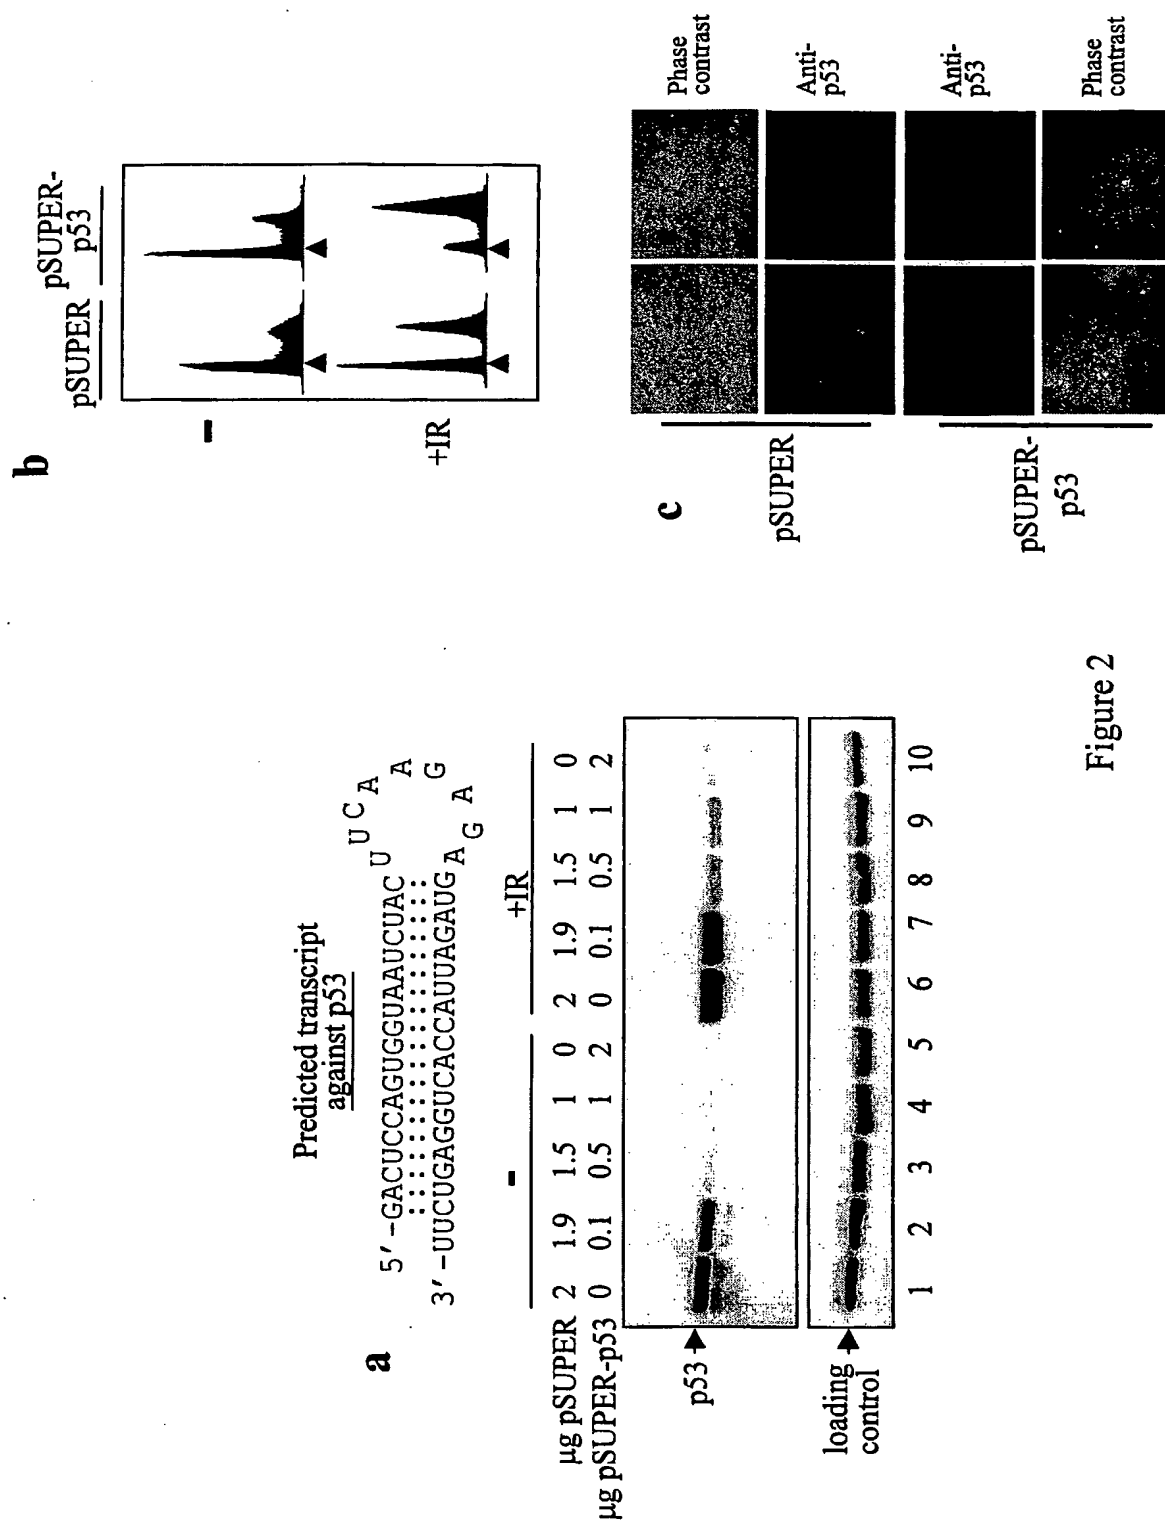 a
Predicted transcript
against p53
5'-GACUCCAGUGGUAAUCUAC
U
U
C
A
A
G
A
G
A
3'-UUCUGAGGUCACCAUUAGAUG
- +IR
µg pSUPER 2 1.9 1.5 1 0 2 1.9 1.5 1 0
µg pSUPER-p53 0 0.1 0.5 1 2 0 0.1 0.5 1 2
p53
loading
control
1 2 3 4 5 6 7 8 9 10
b
pSUPER pSUPER-
p53
-
+IR
c
pSUPER
Phase
contrast
Anti-
p53
pSUPER-
p53
Anti-
p53
Phase
contrast
Figure 2